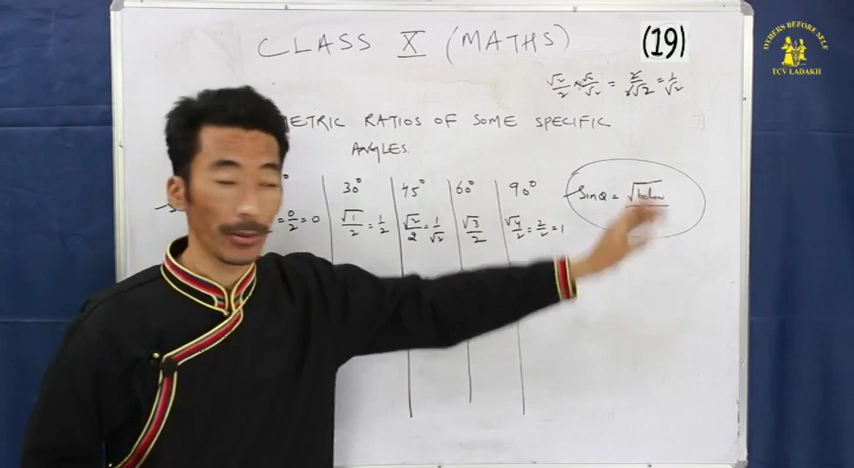 CLASS X (MATHS)
(19)
OTHERS BEFORE SELF
TCV LADAKH
√2/2 × √2/√2 = 2/2√2 = 1/√2
METRIC RATIOS OF SOME SPECIFIC
ANGLES.
30° 45° 60° 90°
= 0/2 = 0 √1/2 = 1/2 √2/2 = 1/√2 √3/2 √4/2 = 2/2 = 1
Sinθ = √below